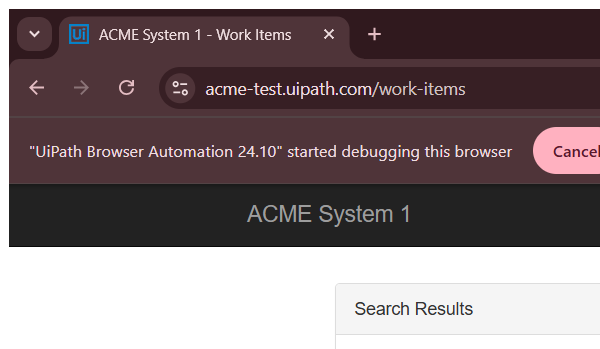 Ui
ACME System 1 - Work Items
acme-test.uipath.com/work-items
"UiPath Browser Automation 24.10" started debugging this browser
Cancel
ACME System 1
Search Results